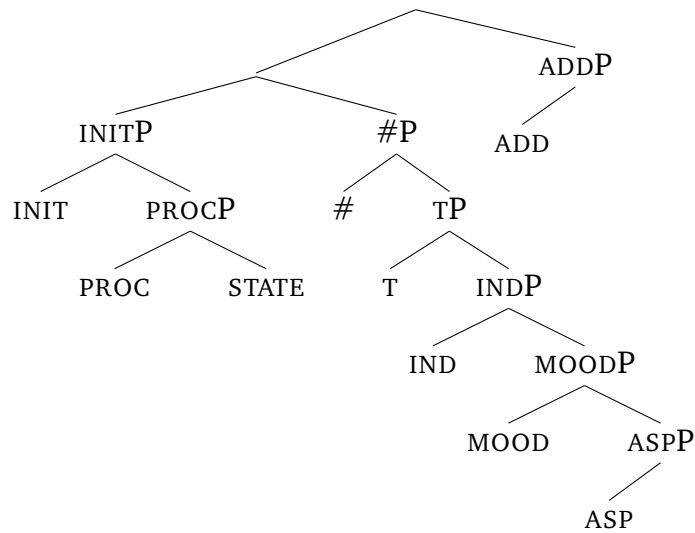 ADDP
INITP #P ADD
INIT PROCP # TP
PROC STATE T INDP
IND MOODP
MOOD ASPP
ASP